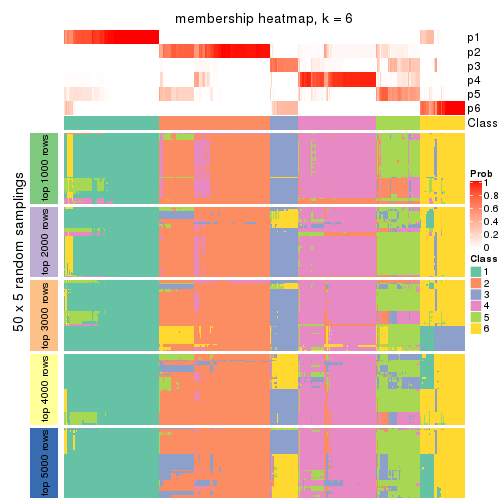 membership heatmap, k = 6
p1
p2
p3
p4
p5
p6
Class
50 x 5 random samplings
top 1000 rows
top 2000 rows
top 3000 rows
top 4000 rows
top 5000 rows
Prob
1
0.8
0.6
0.4
0.2
0
Class
1
2
3
4
5
6